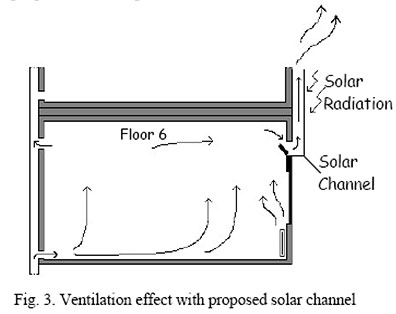 Solar
Radiation
Floor 6
Solar
Channel
Fig. 3. Ventilation effect with proposed solar channel